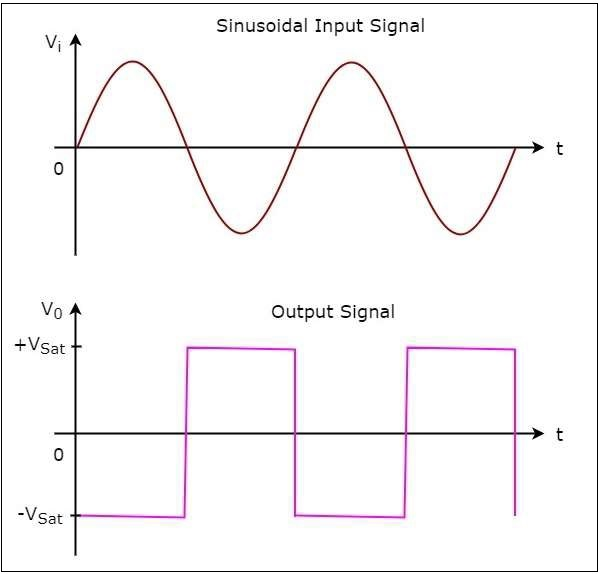 Sinusoidal Input Signal
Vi
t
0
V0
Output Signal
+VSat
t
0
-VSat